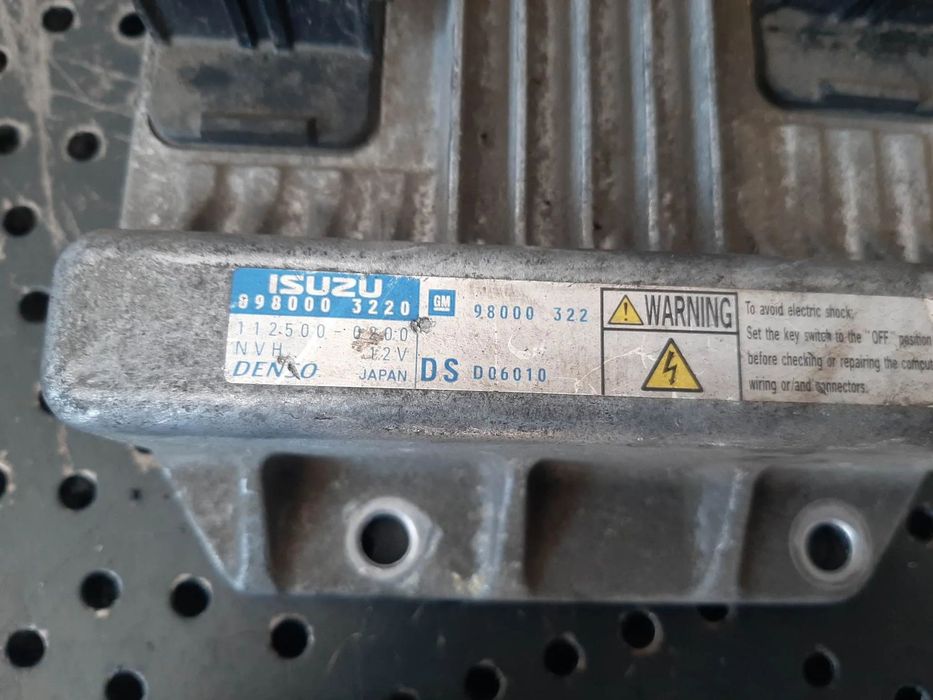 ISUZU
898000 3220
112500-0200
NVH 12V
DENSO JAPAN
GM
98000 322
DS D06010
WARNING
To avoid electric shock;
Set the key switch to the "OFF" position
before checking or repairing the comput
wiring or/and connectors.